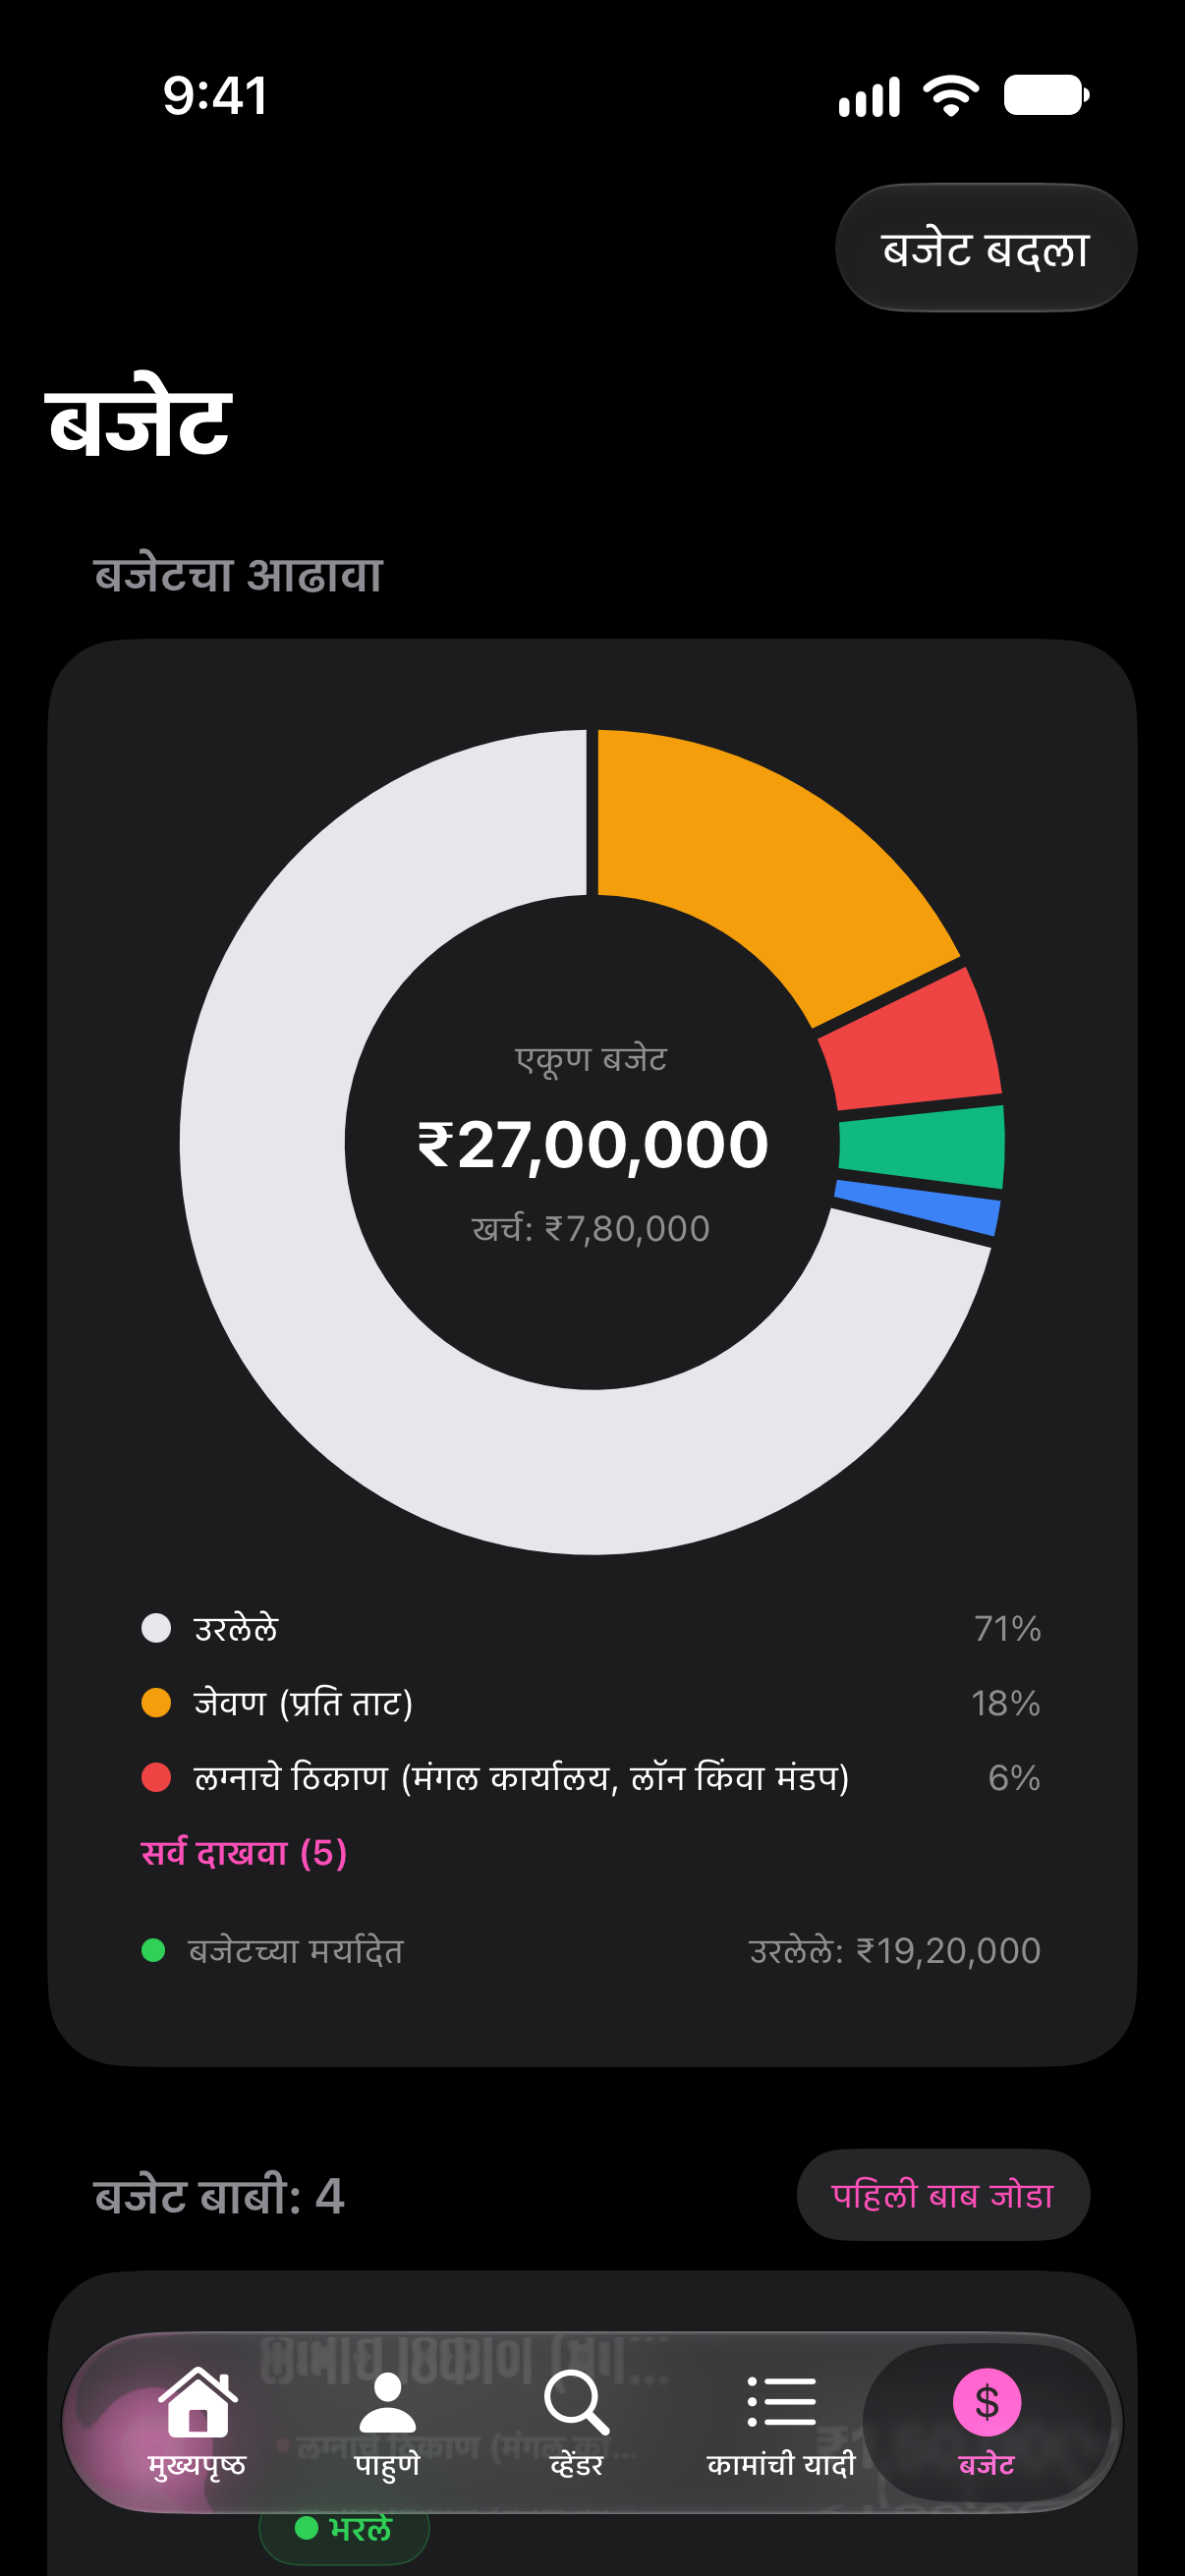 9:41
बजेट बदला
बजेट
बजेटचा आढावा
एकूण बजेट
₹27,00,000
खर्च: ₹7,80,000
उरलेले 71%
जेवण (प्रति ताट) 18%
लग्नाचे ठिकाण (मंगल कार्यालय, लॉन किंवा मंडप) 6%
सर्व दाखवा (5)
बजेटच्या मर्यादेत उरलेले: ₹19,20,000
बजेट बाबी: 4 पहिली बाब जोडा
लग्नाचे ठिकाण (मंगल का...
मुख्यपृष्ठ पाहुणे व्हेंडर कामांची यादी बजेट
भरले